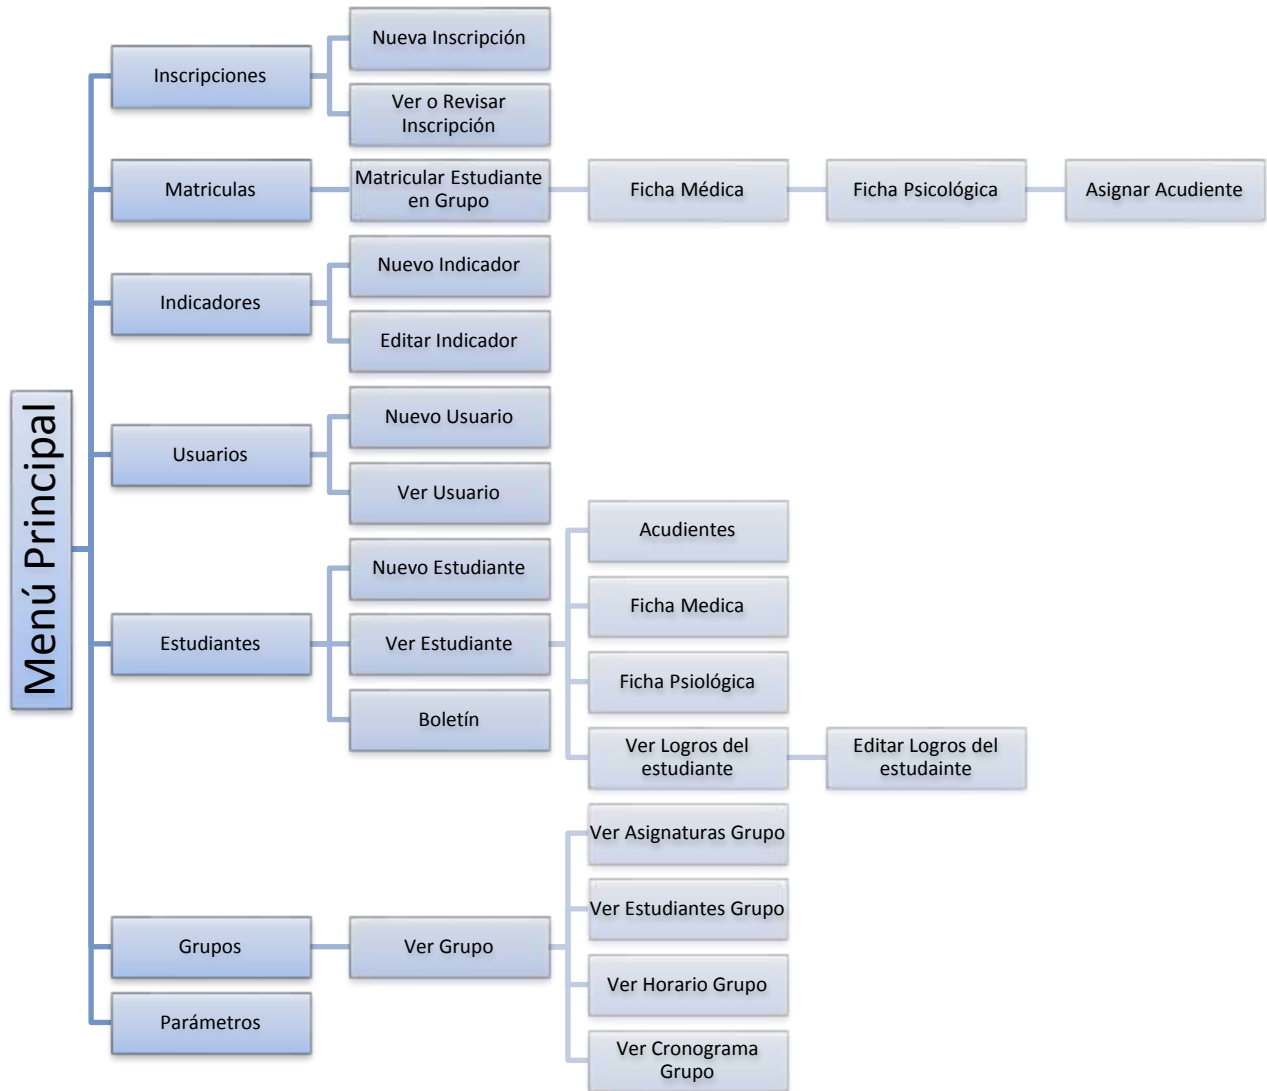 Menú Principal
Inscripciones
Nueva Inscripción
Ver o Revisar
Inscripción
Matriculas
Matricular Estudiante
en Grupo
Ficha Médica
Ficha Psicológica
Asignar Acudiente
Indicadores
Nuevo Indicador
Editar Indicador
Usuarios
Nuevo Usuario
Ver Usuario
Estudiantes
Nuevo Estudiante
Ver Estudiante
Acudientes
Ficha Medica
Ficha Psiológica
Ver Logros del
estudiante
Editar Logros del
estudainte
Boletín
Grupos
Ver Grupo
Ver Asignaturas Grupo
Ver Estudiantes Grupo
Ver Horario Grupo
Ver Cronograma
Grupo
Parámetros